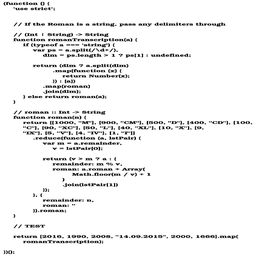 (function () {
'use strict';
// If the Roman is a string, pass any delimiters through
// (Int | String) -> String
function romanTranscription(a) {
if (typeof a === 'string') {
var ps = a.split(/\d+/),
dim = ps.length > 1 ? ps[1] : undefined;
return (dim ? a.split(dim)
.map(function (x) {
return Number(x);
}) : [a])
.map(roman)
.join(dim);
} else return roman(a);
}
// roman :: Int -> String
function roman(n) {
return [[1000, "M"], [900, "CM"], [500, "D"], [400, "CD"], [100,
"C"], [90, "XC"], [50, "L"], [40, "XL"], [10, "X"], [9,
"IX"], [5, "V"], [4, "IV"], [1, "I"]]
.reduce(function (a, lstPair) {
var m = a.remainder,
v = lstPair[0];
return (v > m ? a : {
remainder: m % v,
roman: a.roman + Array(
Math.floor(m / v) + 1
)
.join(lstPair[1])
});
}, {
remainder: n,
roman: ''
}).roman;
}
// TEST
return [2016, 1990, 2008, "14.09.2015", 2000, 1666].map(
romanTranscription);
})();